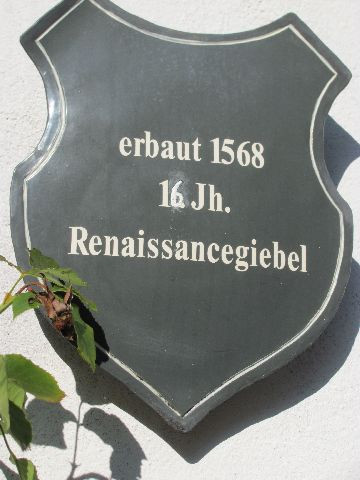 erbaut 1568
16 Jh.
Renaissancegiebel